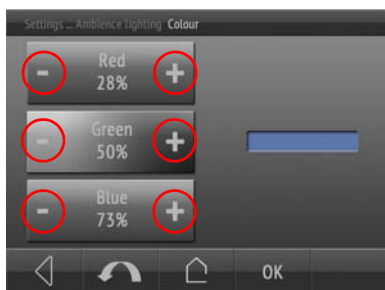 Settings ... Ambience lighting Colour
Red
- 28% +
Green
- 50% +
Blue
- 73% +
OK